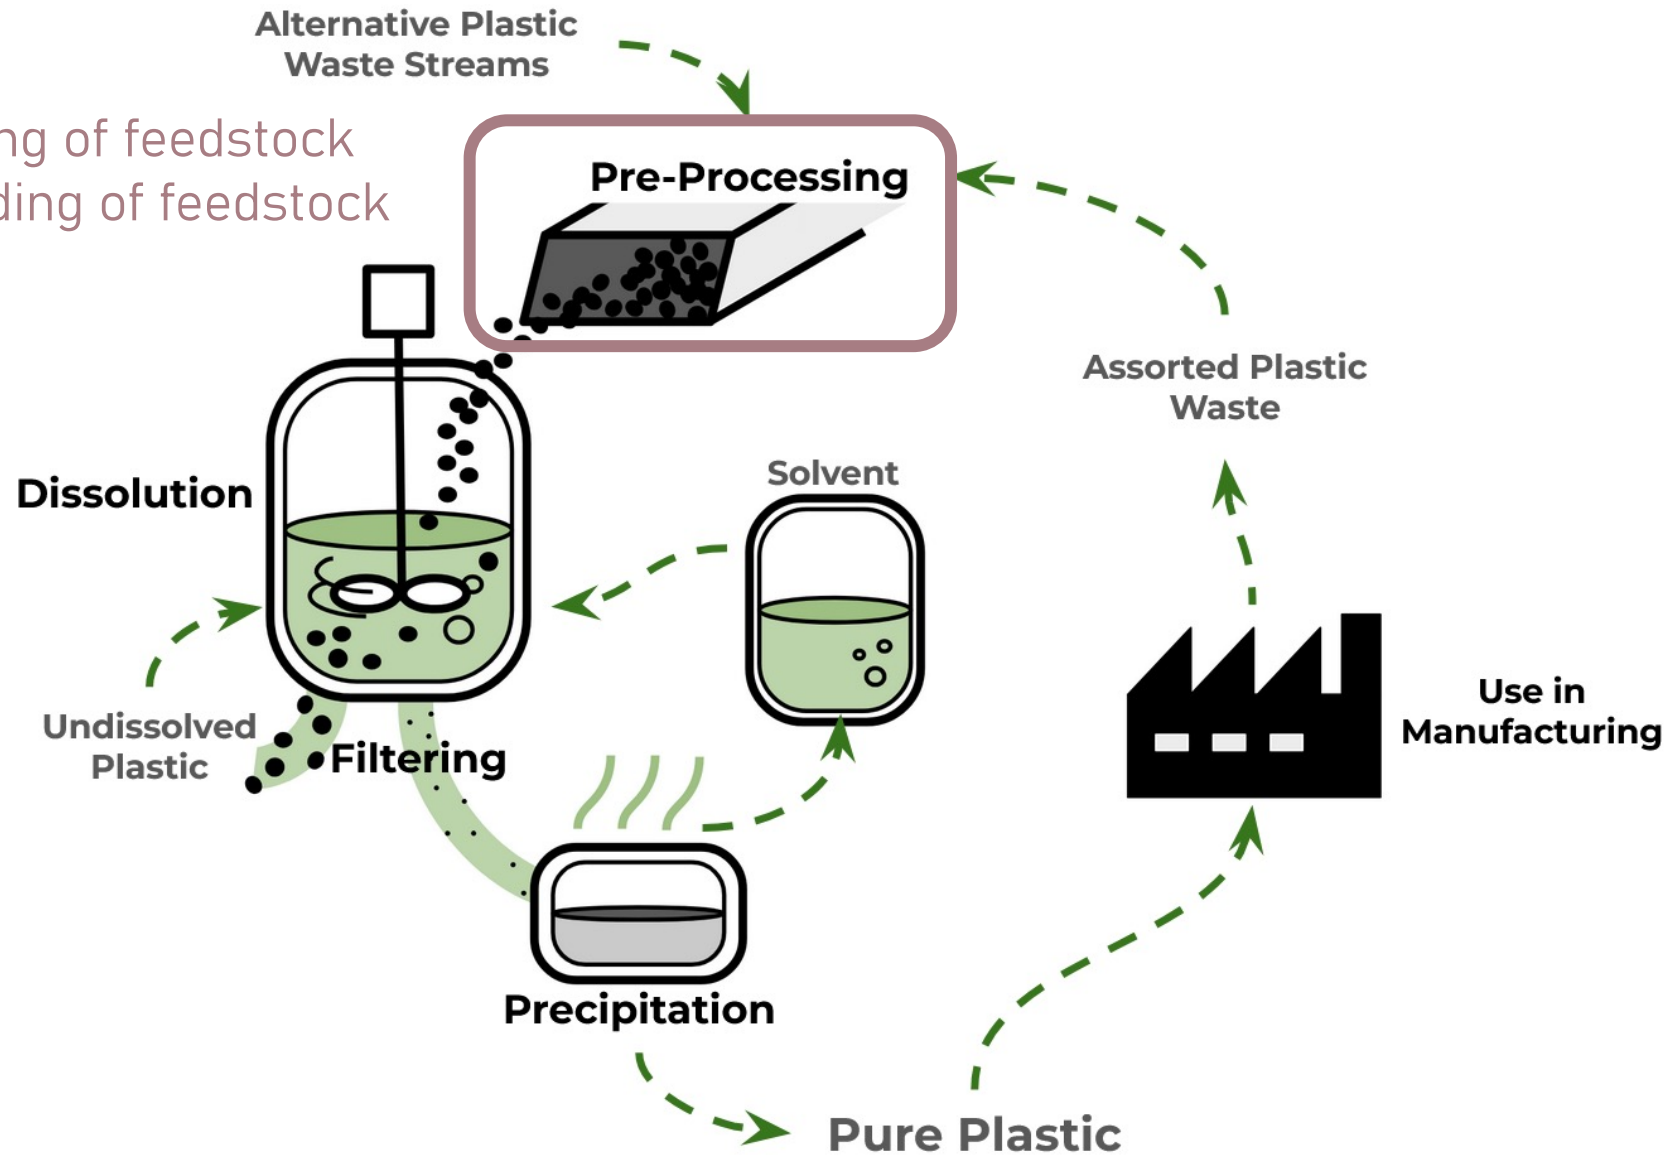 Alternative Plastic
Waste Streams
ng of feedstock
ding of feedstock
Pre-Processing
Assorted Plastic
Waste
Solvent
Dissolution
Use in
Manufacturing
Undissolved
Plastic
Filtering
Precipitation
Pure Plastic